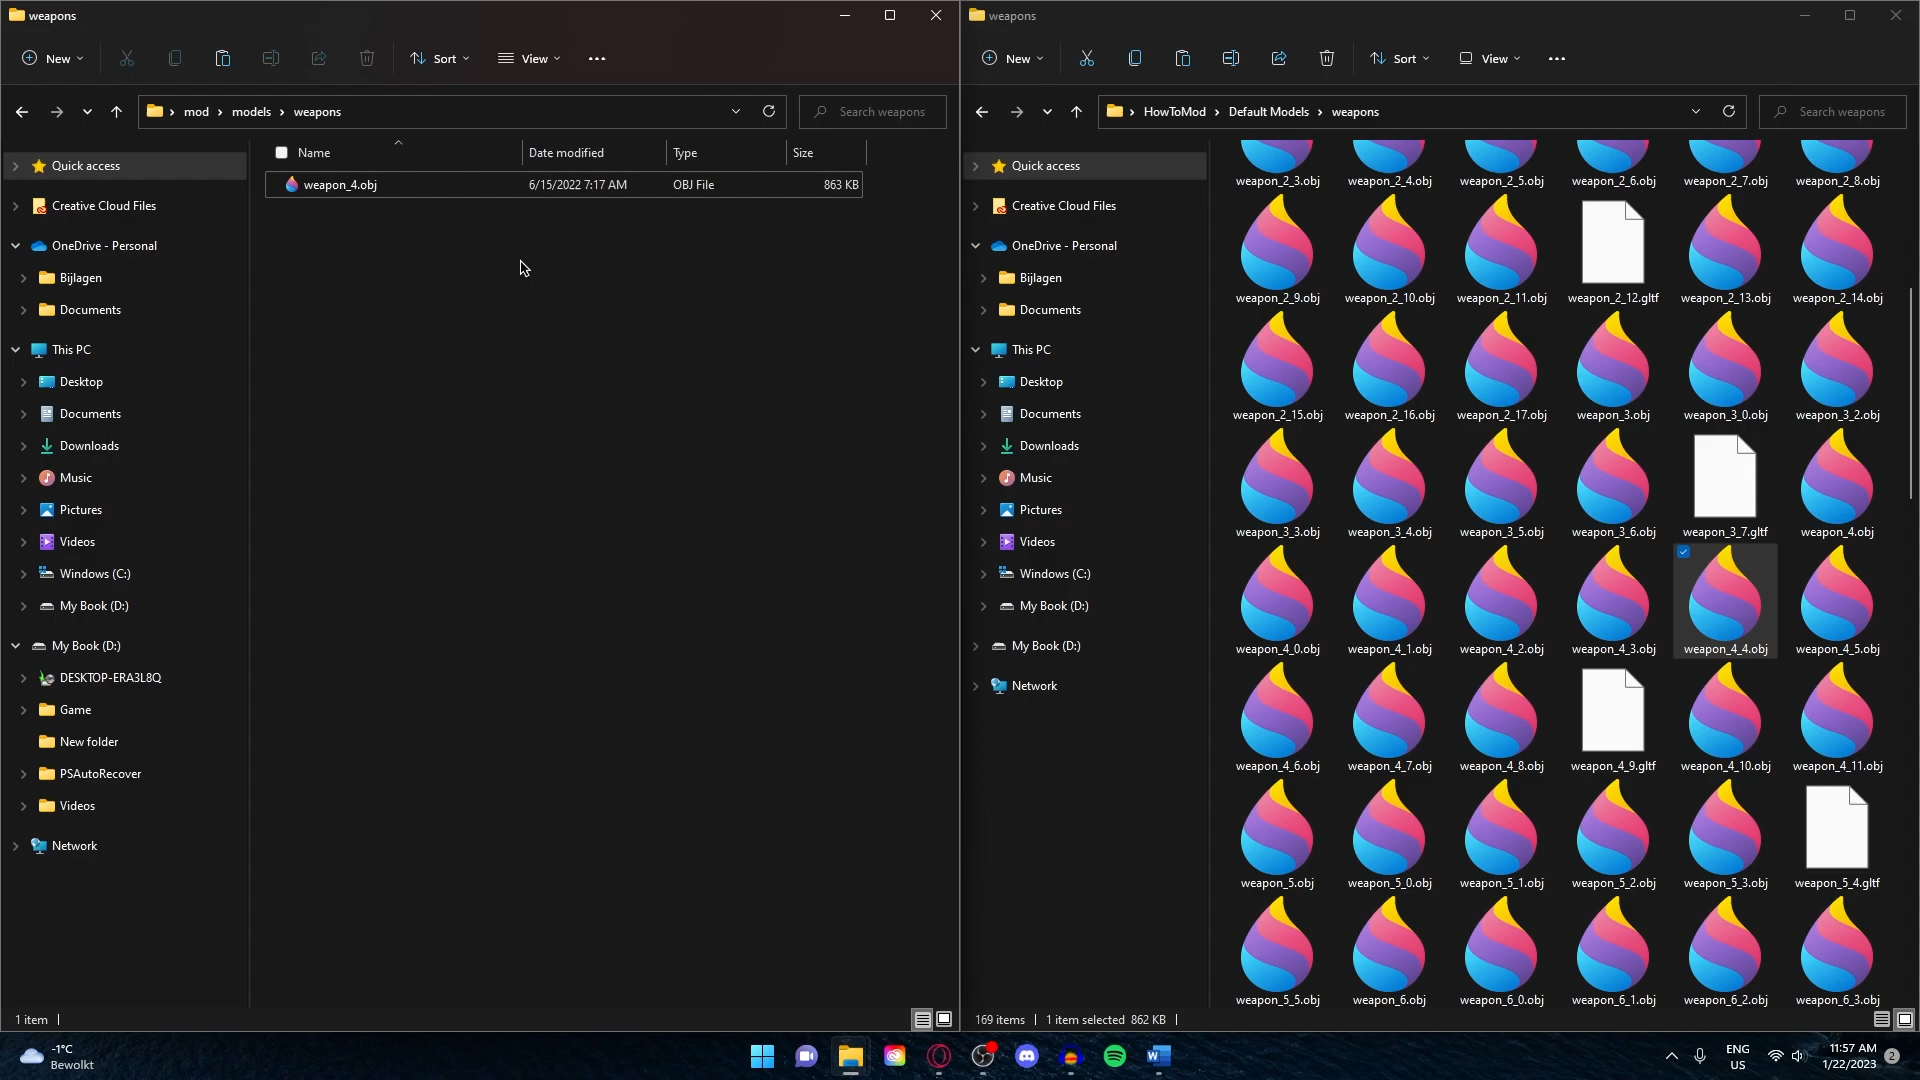 weapons
New
Sort
View
mod > models > weapons
Search weapons
Name
Date modified
Type
Size
weapon_4.obj
6/15/2022 7:17 AM
OBJ File
863 KB
Quick access
Creative Cloud Files
OneDrive - Personal
Bijlagen
Documents
This PC
Desktop
Documents
Downloads
Music
Pictures
Videos
Windows (C:)
My Book (D:)
My Book (D:)
DESKTOP-ERA3L8Q
Game
New folder
PSAutoRecover
Videos
Network
1 item
weapons
New
Sort
View
HowToMod > Default Models > weapons
Search weapons
Quick access
Creative Cloud Files
OneDrive - Personal
Bijlagen
Documents
This PC
Desktop
Documents
Downloads
Music
Pictures
Videos
Windows (C:)
My Book (D:)
My Book (D:)
Network
weapon_2_3.obj weapon_2_4.obj weapon_2_5.obj weapon_2_6.obj weapon_2_7.obj weapon_2_8.obj
weapon_2_9.obj weapon_2_10.obj weapon_2_11.obj weapon_2_12.gltf weapon_2_13.obj weapon_2_14.obj
weapon_2_15.obj weapon_2_16.obj weapon_2_17.obj weapon_3.obj weapon_3_0.obj weapon_3_2.obj
weapon_3_3.obj weapon_3_4.obj weapon_3_5.obj weapon_3_6.obj weapon_3_7.gltf weapon_4.obj
weapon_4_0.obj weapon_4_1.obj weapon_4_2.obj weapon_4_3.obj weapon_4_4.obj weapon_4_5.obj
weapon_4_6.obj weapon_4_7.obj weapon_4_8.obj weapon_4_9.gltf weapon_4_10.obj weapon_4_11.obj
weapon_5.obj weapon_5_0.obj weapon_5_1.obj weapon_5_2.obj weapon_5_3.obj weapon_5_4.gltf
weapon_5_5.obj weapon_6.obj weapon_6_0.obj weapon_6_1.obj weapon_6_2.obj weapon_6_3.obj
169 items
1 item selected 862 KB
-1°C
Bewolkt
ENG
US
11:57 AM
1/22/2023
2